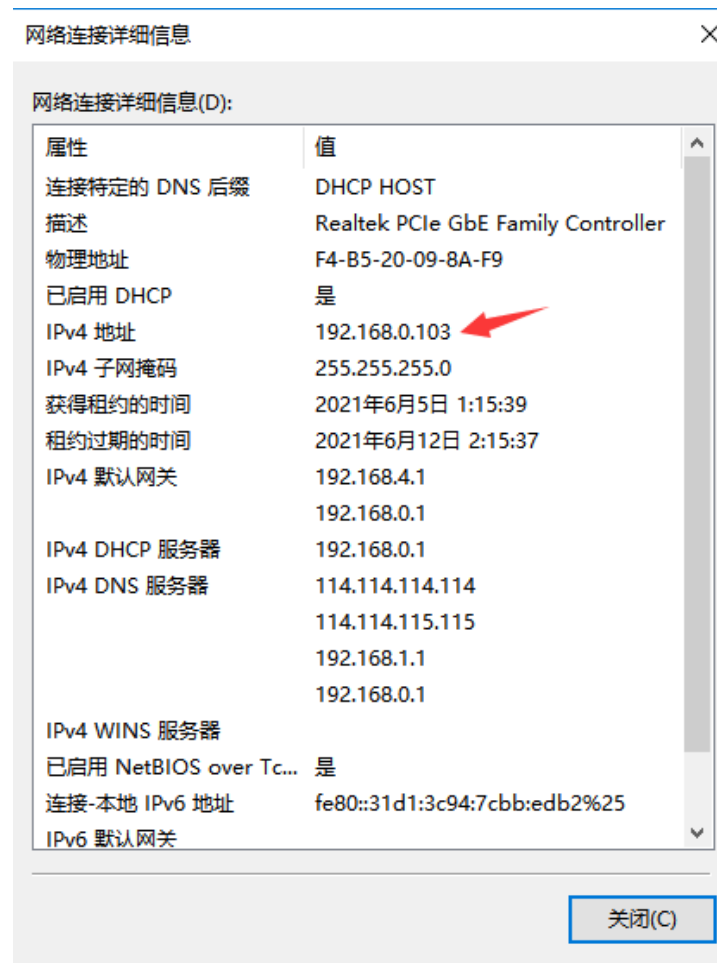 网络连接详细信息
网络连接详细信息(D):
属性 值
连接特定的 DNS 后缀 DHCP HOST
描述 Realtek PCIe GbE Family Controller
物理地址 F4-B5-20-09-8A-F9
已启用 DHCP 是
IPv4 地址 192.168.0.103
IPv4 子网掩码 255.255.255.0
获得租约的时间 2021年6月5日 1:15:39
租约过期的时间 2021年6月12日 2:15:37
IPv4 默认网关 192.168.4.1
192.168.0.1
IPv4 DHCP 服务器 192.168.0.1
IPv4 DNS 服务器 114.114.114.114
114.114.115.115
192.168.1.1
192.168.0.1
IPv4 WINS 服务器
已启用 NetBIOS over Tc... 是
连接-本地 IPv6 地址 fe80::31d1:3c94:7cbb:edb2%25
IPv6 默认网关
关闭(C)